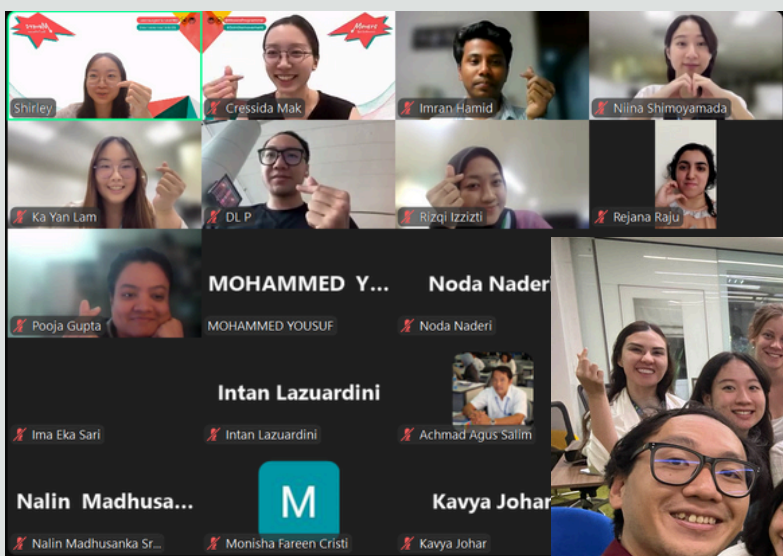 Shirley
Cressida Mak
Imran Hamid
Niina Shimoyamada
Ka Yan Lam
DL P
Rizqi Izzizti
Rejana Raju
Pooja Gupta
MOHAMMED Y...
MOHAMMED YOUSUF
Noda Naderi
Noda Naderi
Ima Eka Sari
Intan Lazuardini
Intan Lazuardini
Achmad Agus Salim
Nalin Madhusa...
Nalin Madhusanka Sr...
M
Monisha Fareen Cristi
Kavya Johar
Kavya Johar